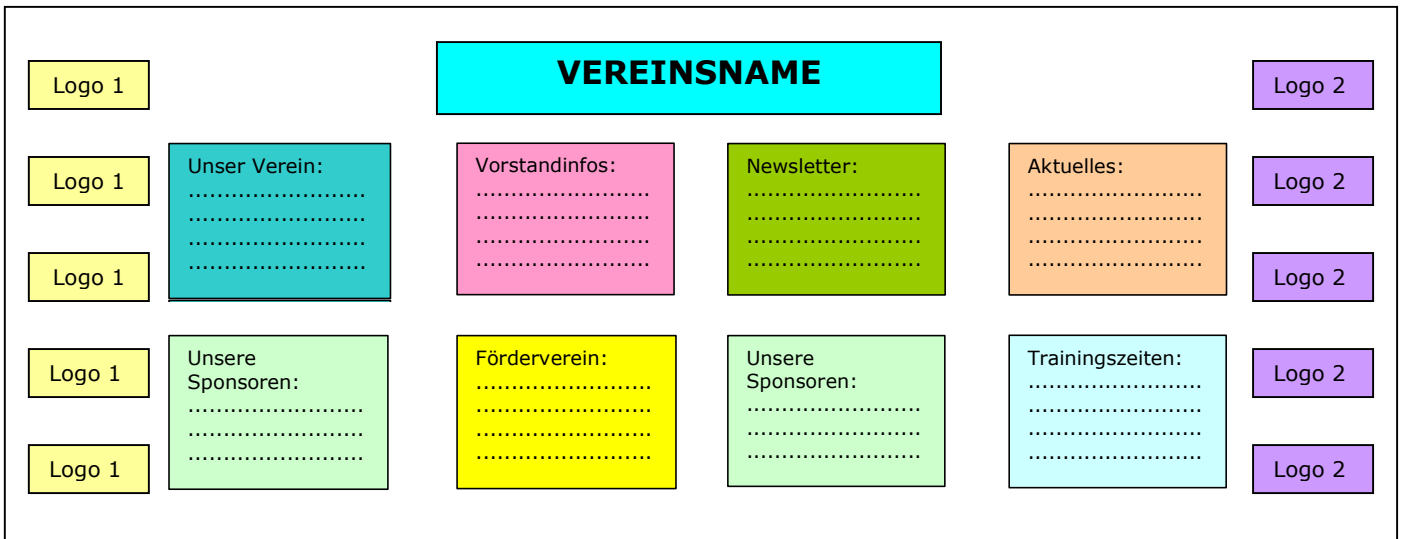 VEREINSNAME
Logo 1
Logo 2
Logo 1
Unser Verein:
........................
........................
........................
........................
Vorstandinfos:
........................
........................
........................
........................
Newsletter:
........................
........................
........................
........................
Aktuelles:
........................
........................
........................
........................
Logo 2
Logo 1
Logo 2
Logo 1
Unsere
Sponsoren:
........................
........................
........................
Förderverein:
........................
........................
........................
........................
Unsere
Sponsoren:
........................
........................
........................
Trainingszeiten:
........................
........................
........................
........................
Logo 2
Logo 1
Logo 2